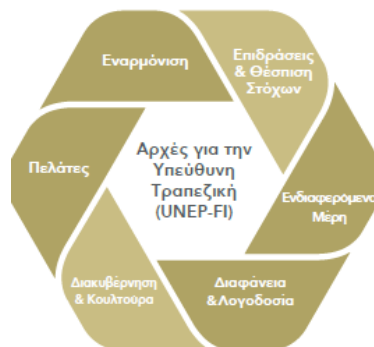 Εναρμόνιση
Επιδράσεις
& Θέσπιση
Στόχων
Πελάτες
Αρχές για την
Υπεύθυνη
Τραπεζική
(UNEP-FI)
Ενδιαφερόμενα
Μέρη
Διακυβέρνηση
& Κουλτούρα
Διαφάνεια
&Λογοδοσία